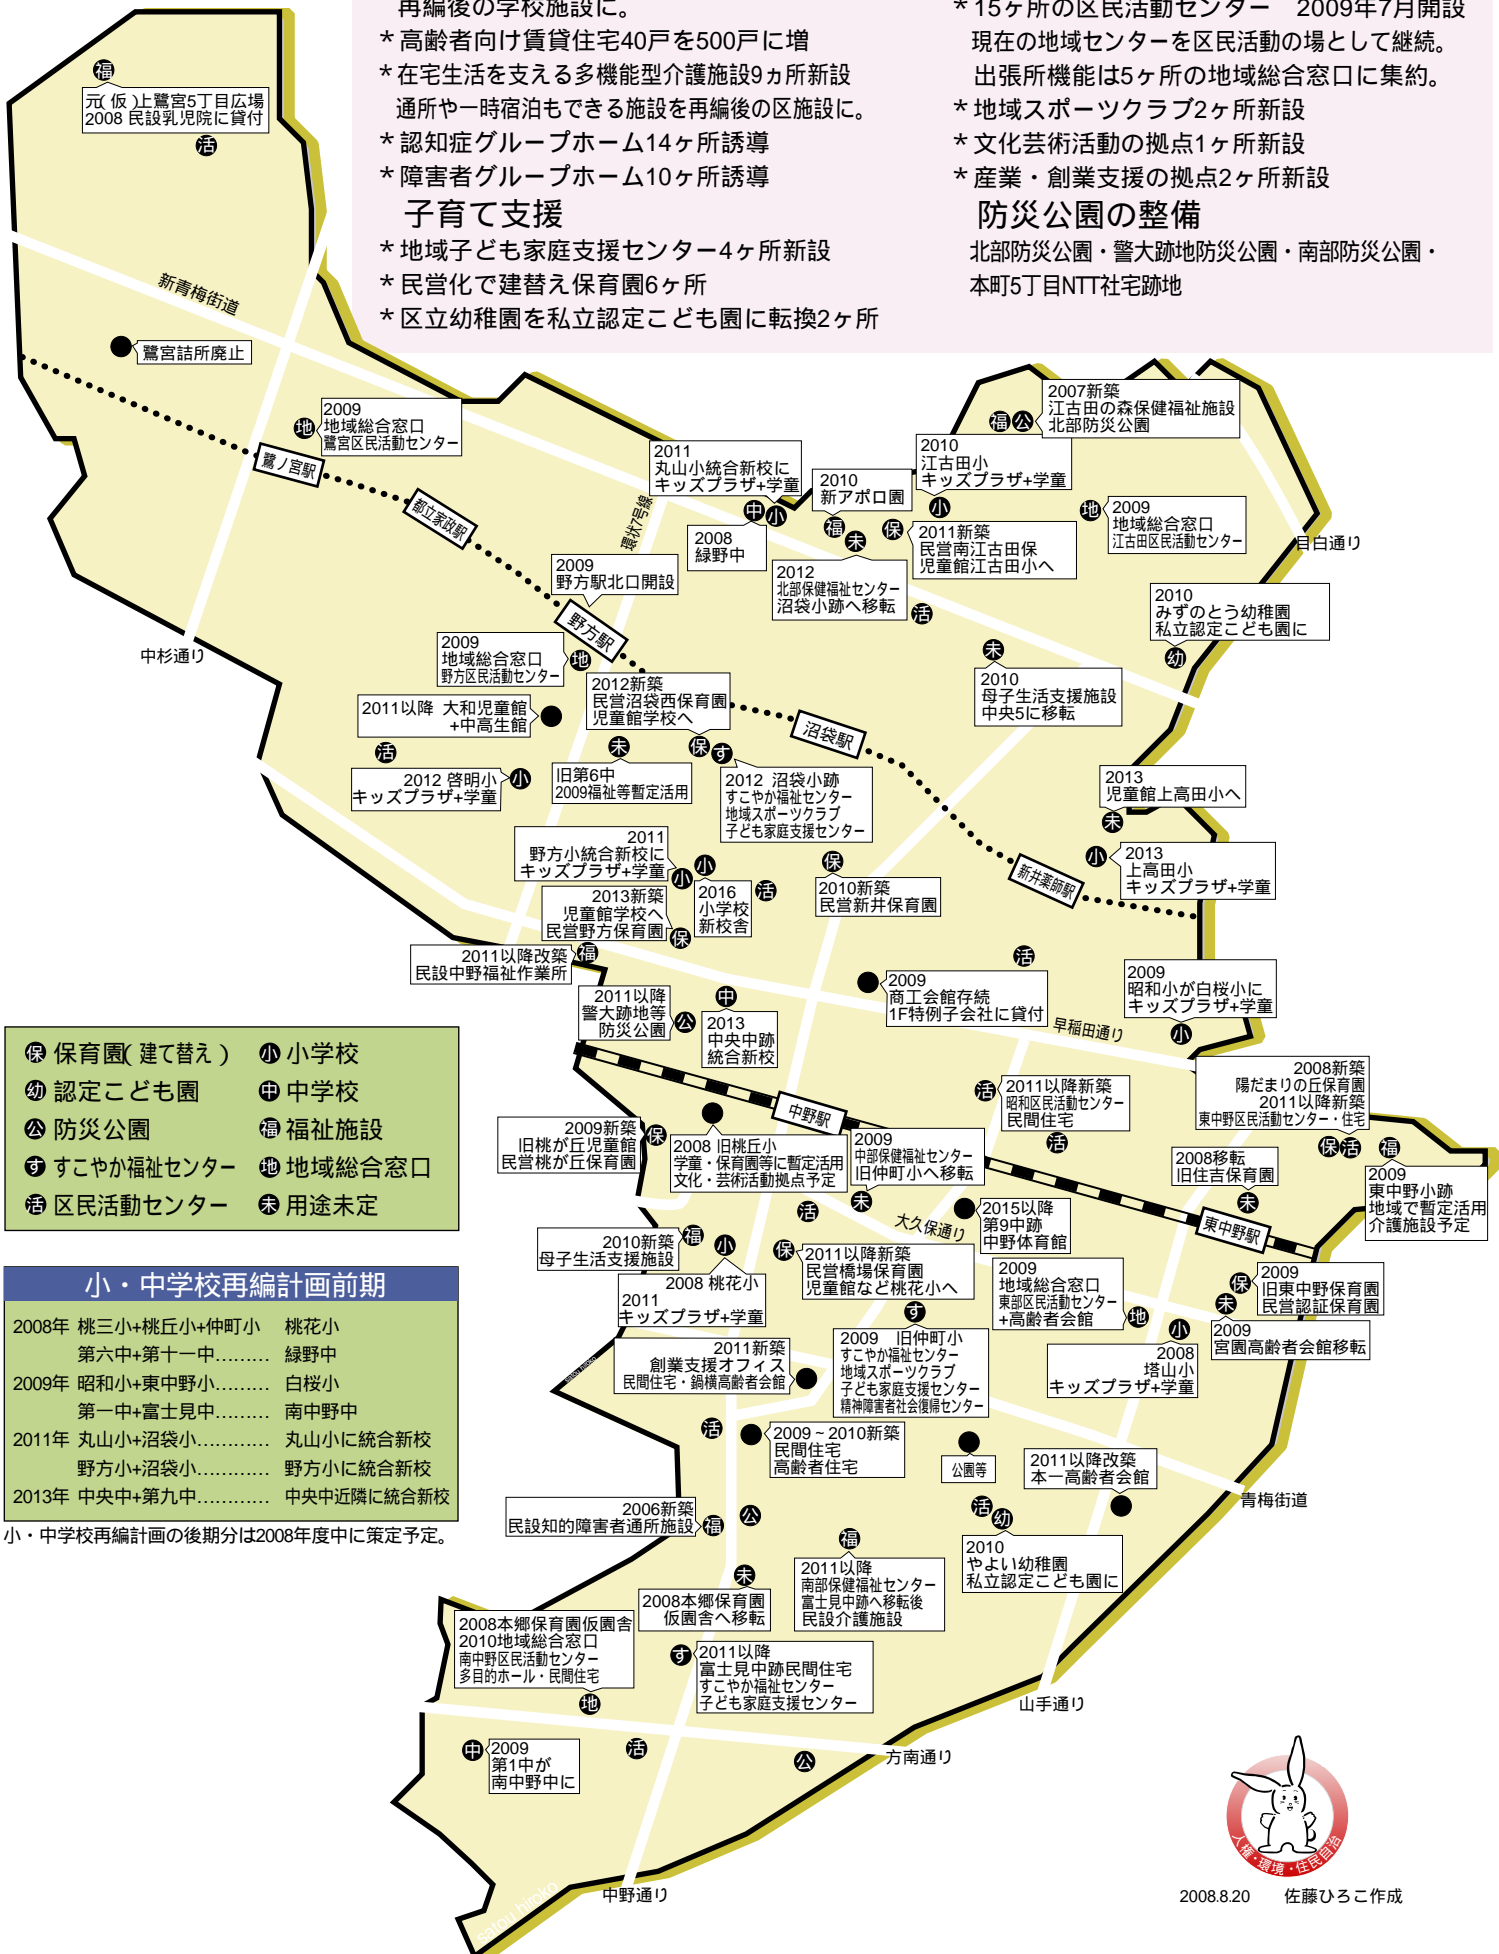 再編後の学校施設に。
＊高齢者向け賃貸住宅40戸を500戸に増
＊在宅生活を支える多機能型介護施設9ヵ所新設
通所や一時宿泊もできる施設を再編後の区施設に。
＊認知症グループホーム14ヶ所誘導
＊障害者グループホーム10ヶ所誘導
子育て支援
＊地域子ども家庭支援センター4ヶ所新設
＊民営化で建替え保育園6ヶ所
＊区立幼稚園を私立認定こども園に転換2ヶ所
＊15ヶ所の区民活動センター　2009年7月開設
現在の地域センターを区民活動の場として継続。
出張所機能は5ヶ所の地域総合窓口に集約。
＊地域スポーツクラブ2ヶ所新設
＊文化芸術活動の拠点1ヶ所新設
＊産業・創業支援の拠点2ヶ所新設
防災公園の整備
北部防災公園・警大跡地防災公園・南部防災公園・
本町5丁目NTT社宅跡地
福
元(仮)上鷺宮5丁目広場
2008 民設乳児院に貸付
活
新青梅街道
鷺宮詰所廃止
地
2009
地域総合窓口
鷺宮区民活動センター
鷺ノ宮駅
都立家政駅
環状7号線
中杉通り
2009
野方駅北口開設
野方駅
2009
地域総合窓口
野方区民活動センター
地
2011
丸山小統合新校に
キッズプラザ+学童
中
小
2008
緑野中
2010
新アポロ園
福
未
2012
北部保健福祉センター
沼袋小跡へ移転
福
公
2007新築
江古田の森保健福祉施設
北部防災公園
2010
江古田小
キッズプラザ+学童
小
保
2011新築
民営南江古田保
児童館江古田小へ
地
2009
地域総合窓口
江古田区民活動センター
目白通り
活
2010
みずのとう幼稚園
私立認定こども園に
幼
未
2010
母子生活支援施設
中央5に移転
2011以降 大和児童館
+中高生館
活
2012 啓明小
キッズプラザ+学童
小
2012新築
民営沼袋西保育園
児童館学校へ
未
保
す
旧第6中
2009福祉等暫定活用
2012 沼袋小跡
すこやか福祉センター
地域スポーツクラブ
子ども家庭支援センター
沼袋駅
2013
児童館上高田小へ
未
小
2013
上高田小
キッズプラザ+学童
新井薬師駅
2011
野方小統合新校に
キッズプラザ+学童
小
小
2016
小学校
新校舎
活
保
2010新築
民営新井保育園
2013新築
児童館学校へ
民営野方保育園
保
2011以降改築
民設中野福祉作業所
福
2011以降
警大跡地等
防災公園
公
中
2013
中央中跡
統合新校
2009
商工会館存続
1F特例子会社に貸付
活
早稲田通り
2009
昭和小が白桜小に
キッズプラザ+学童
小
保 保育園(建て替え)
幼 認定こども園
公 防災公園
す すこやか福祉センター
活 区民活動センター
小 小学校
中 中学校
福 福祉施設
地 地域総合窓口
未 用途未定
中野駅
活
2011以降新築
昭和区民活動センター
民間住宅
活
2008新築
陽だまりの丘保育園
2011以降新築
東中野区民活動センター・住宅
保
活
福
2009
東中野小跡
地域で暫定活用
介護施設予定
2009新築
旧桃が丘児童館
民営桃が丘保育園
保
2008 旧桃丘小
学童・保育園等に暫定活用
文化・芸術活動拠点予定
2009
中部保健福祉センター
旧仲町小へ移転
未
活
大久保通り
2008移転
旧住吉保育園
未
2015以降
第9中跡
中野体育館
東中野駅
2010新築
母子生活支援施設
福
小
2008 桃花小
2011
キッズプラザ+学童
保
2011以降新築
民営橋場保育園
児童館など桃花小へ
す
2009
地域総合窓口
東部区民活動センター
+高齢者会館
地
保
2009
旧東中野保育園
民営認証保育園
未
2009
宮園高齢者会館移転
小
2008
塔山小
キッズプラザ+学童
2009　旧仲町小
すこやか福祉センター
地域スポーツクラブ
子ども家庭支援センター
精神障害者社会復帰センター
2011新築
創業支援オフィス
民間住宅・鍋横高齢者会館
satou hiroko
小・中学校再編計画前期
2008年 桃三小+桃丘小+仲町小　桃花小
第六中+第十一中………　緑野中
2009年 昭和小+東中野小………　白桜小
第一中+富士見中………　南中野中
2011年 丸山小+沼袋小…………　丸山小に統合新校
野方小+沼袋小…………　野方小に統合新校
2013年 中央中+第九中…………　中央中近隣に統合新校
小・中学校再編計画の後期分は2008年度中に策定予定。
活
2009～2010新築
民間住宅
高齢者住宅
公園等
2011以降改築
本一高齢者会館
青梅街道
2006新築
民設知的障害者通所施設
福
公
活
幼
2010
やよい幼稚園
私立認定こども園に
福
2011以降
南部保健福祉センター
富士見中跡へ移転後
民設介護施設
未
2008本郷保育園
仮園舎へ移転
2008本郷保育園仮園舎
2010地域総合窓口
南中野区民活動センター
多目的ホール・民間住宅
地
す
2011以降
富士見中跡民間住宅
すこやか福祉センター
子ども家庭支援センター
山手通り
中
2009
第1中が
南中野中に
活
公
方南通り
中野通り
satou hiroko
人権・環境・住民自治
2008.8.20　佐藤ひろこ作成